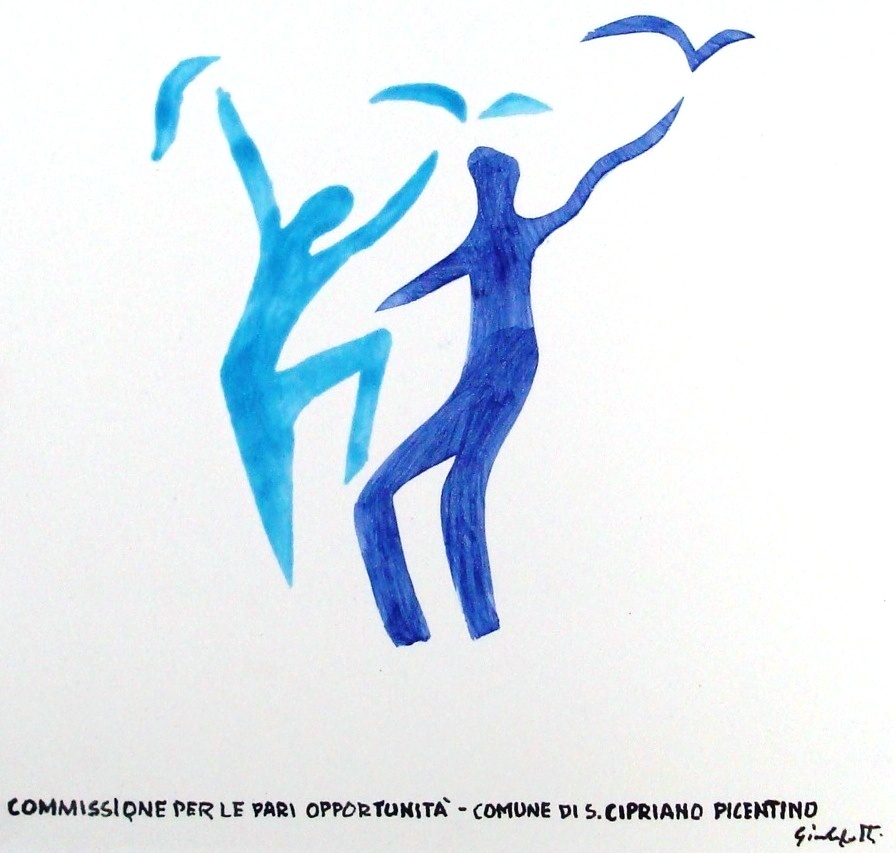 COMMISSIONE PER LE PARI OPPORTUNITÀ - COMUNE DI S. CIPRIANO PICENTINO